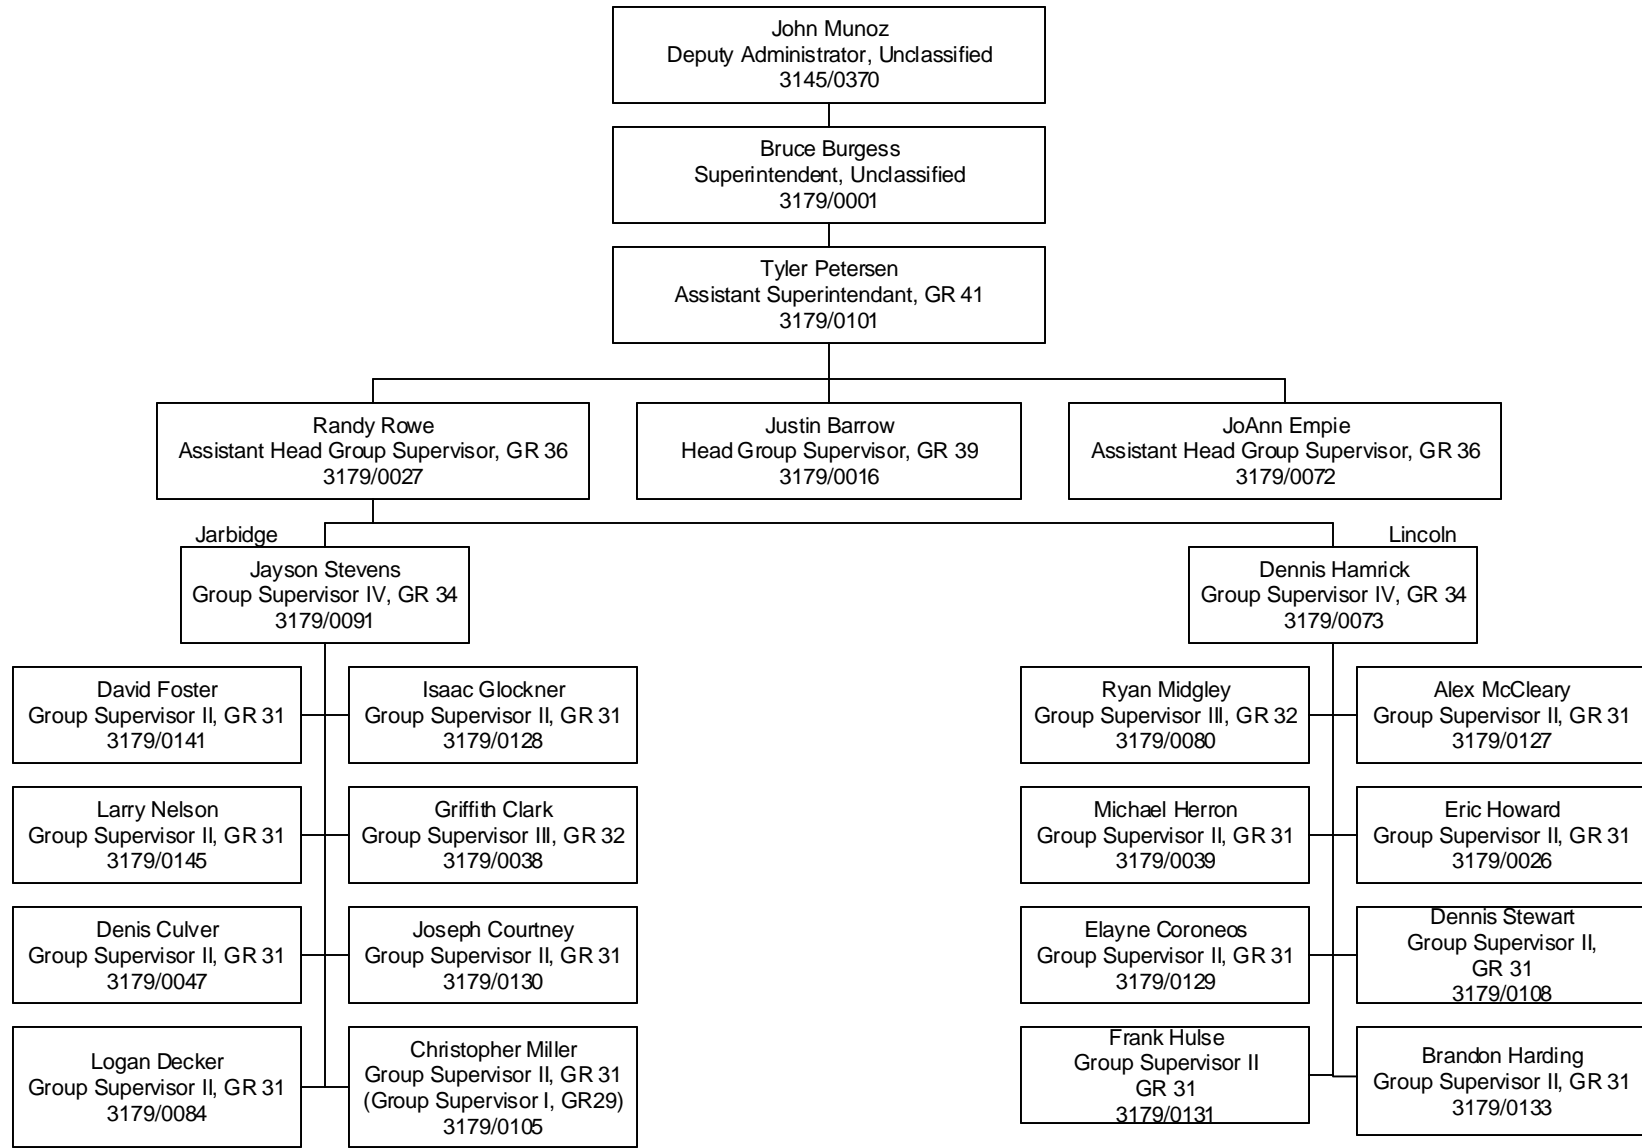 John Munoz
Deputy Administrator, Unclassified
3145/0370
Bruce Burgess
Superintendent, Unclassified
3179/0001
Tyler Petersen
Assistant Superintendant, GR 41
3179/0101
Randy Rowe
Assistant Head Group Supervisor, GR 36
3179/0027
Justin Barrow
Head Group Supervisor, GR 39
3179/0016
JoAnn Empie
Assistant Head Group Supervisor, GR 36
3179/0072
Jarbidge
Jayson Stevens
Group Supervisor IV, GR 34
3179/0091
Lincoln
Dennis Hamrick
Group Supervisor IV, GR 34
3179/0073
David Foster
Group Supervisor II, GR 31
3179/0141
Isaac Glockner
Group Supervisor II, GR 31
3179/0128
Ryan Midgley
Group Supervisor III, GR 32
3179/0080
Alex McCleary
Group Supervisor II, GR 31
3179/0127
Larry Nelson
Group Supervisor II, GR 31
3179/0145
Griffith Clark
Group Supervisor III, GR 32
3179/0038
Michael Herron
Group Supervisor II, GR 31
3179/0039
Eric Howard
Group Supervisor II, GR 31
3179/0026
Denis Culver
Group Supervisor II, GR 31
3179/0047
Joseph Courtney
Group Supervisor II, GR 31
3179/0130
Elayne Coroneos
Group Supervisor II, GR 31
3179/0129
Dennis Stewart
Group Supervisor II,
GR 31
3179/0108
Logan Decker
Group Supervisor II, GR 31
3179/0084
Christopher Miller
Group Supervisor II, GR 31
(Group Supervisor I, GR29)
3179/0105
Frank Hulse
Group Supervisor II
GR 31
3179/0131
Brandon Harding
Group Supervisor II, GR 31
3179/0133